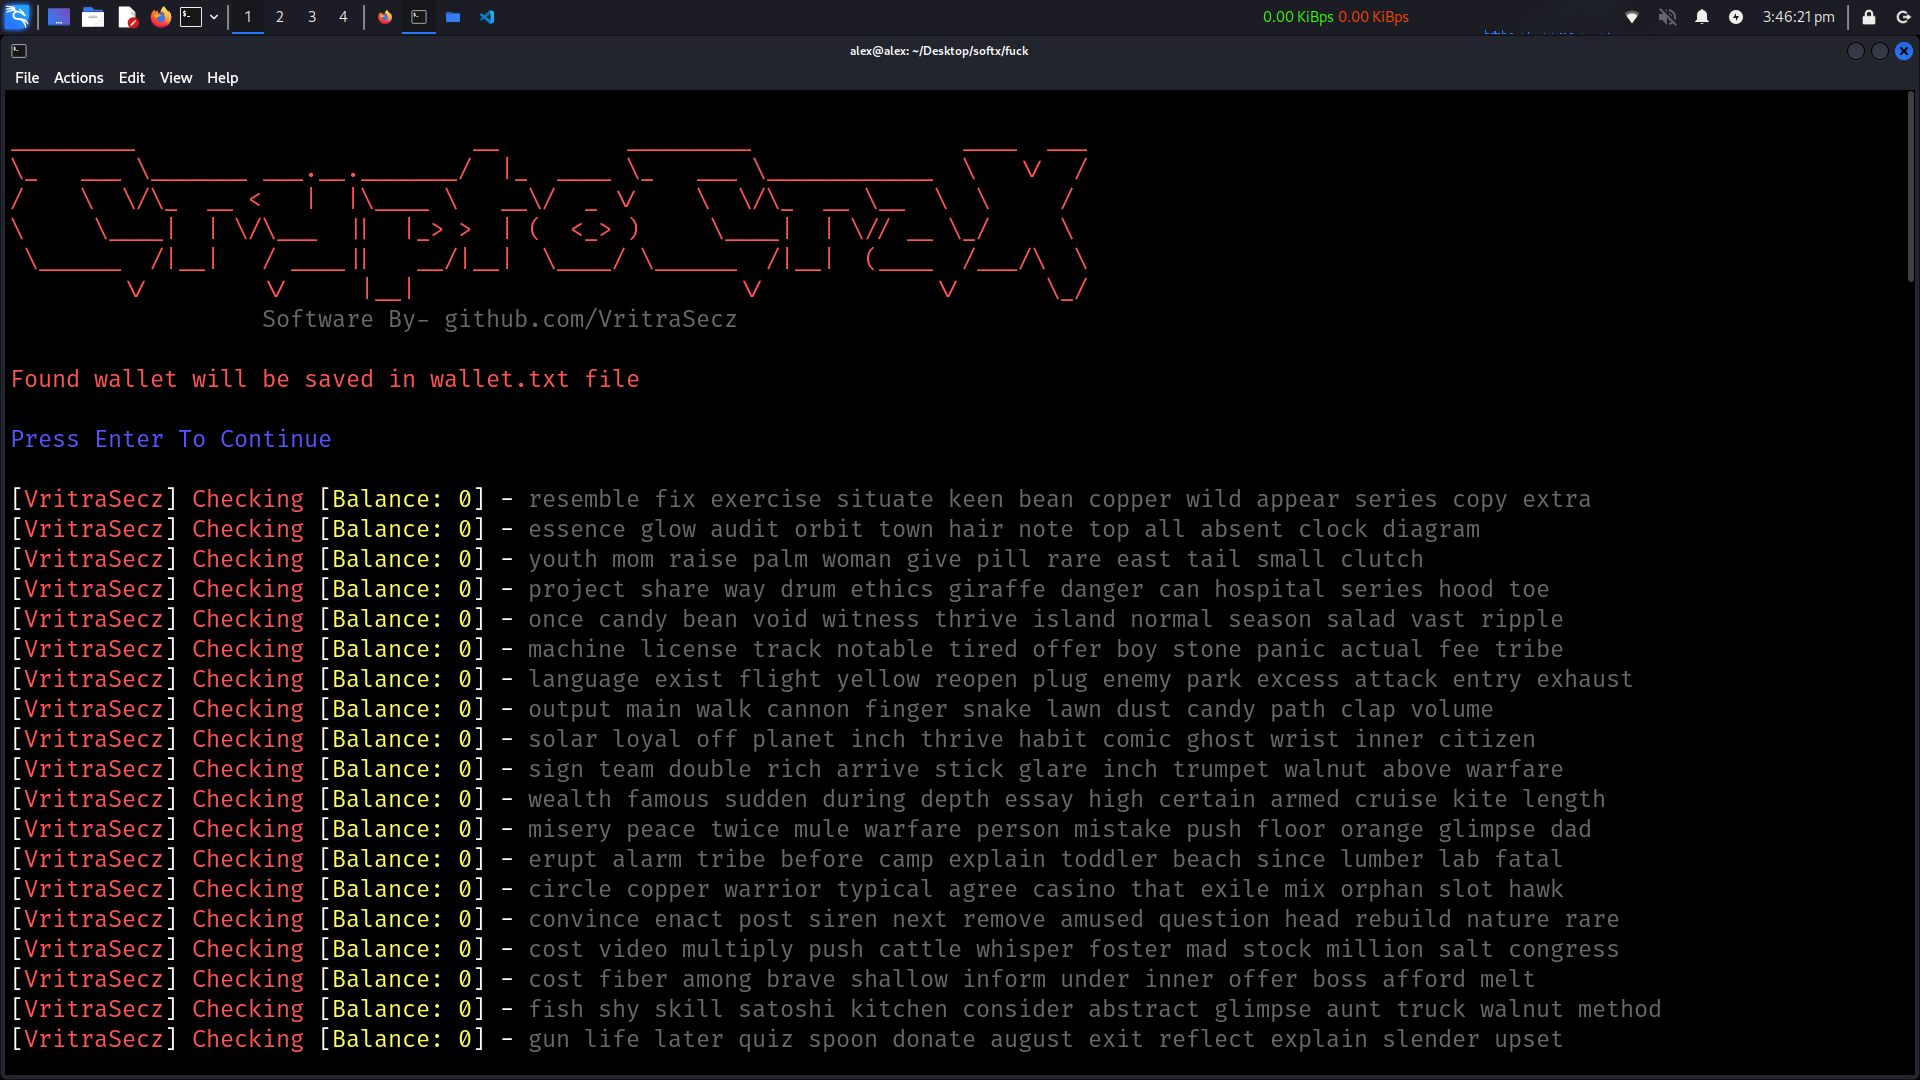 1 2 3 4
0.00 KiBps 0.00 KiBps
3:46:21 pm
alex@alex: ~/Desktop/softx/fuck
File Actions Edit View Help
CryptoCraX
Software By- github.com/VritraSecz
Found wallet will be saved in wallet.txt file
Press Enter To Continue
[VritraSecz] Checking [Balance: 0] - resemble fix exercise situate keen bean copper wild appear series copy extra
[VritraSecz] Checking [Balance: 0] - essence glow audit orbit town hair note top all absent clock diagram
[VritraSecz] Checking [Balance: 0] - youth mom raise palm woman give pill rare east tail small clutch
[VritraSecz] Checking [Balance: 0] - project share way drum ethics giraffe danger can hospital series hood toe
[VritraSecz] Checking [Balance: 0] - once candy bean void witness thrive island normal season salad vast ripple
[VritraSecz] Checking [Balance: 0] - machine license track notable tired offer boy stone panic actual fee tribe
[VritraSecz] Checking [Balance: 0] - language exist flight yellow reopen plug enemy park excess attack entry exhaust
[VritraSecz] Checking [Balance: 0] - output main walk cannon finger snake lawn dust candy path clap volume
[VritraSecz] Checking [Balance: 0] - solar loyal off planet inch thrive habit comic ghost wrist inner citizen
[VritraSecz] Checking [Balance: 0] - sign team double rich arrive stick glare inch trumpet walnut above warfare
[VritraSecz] Checking [Balance: 0] - wealth famous sudden during depth essay high certain armed cruise kite length
[VritraSecz] Checking [Balance: 0] - misery peace twice mule warfare person mistake push floor orange glimpse dad
[VritraSecz] Checking [Balance: 0] - erupt alarm tribe before camp explain toddler beach since lumber lab fatal
[VritraSecz] Checking [Balance: 0] - circle copper warrior typical agree casino that exile mix orphan slot hawk
[VritraSecz] Checking [Balance: 0] - convince enact post siren next remove amused question head rebuild nature rare
[VritraSecz] Checking [Balance: 0] - cost video multiply push cattle whisper foster mad stock million salt congress
[VritraSecz] Checking [Balance: 0] - cost fiber among brave shallow inform under inner offer boss afford melt
[VritraSecz] Checking [Balance: 0] - fish shy skill satoshi kitchen consider abstract glimpse aunt truck walnut method
[VritraSecz] Checking [Balance: 0] - gun life later quiz spoon donate august exit reflect explain slender upset